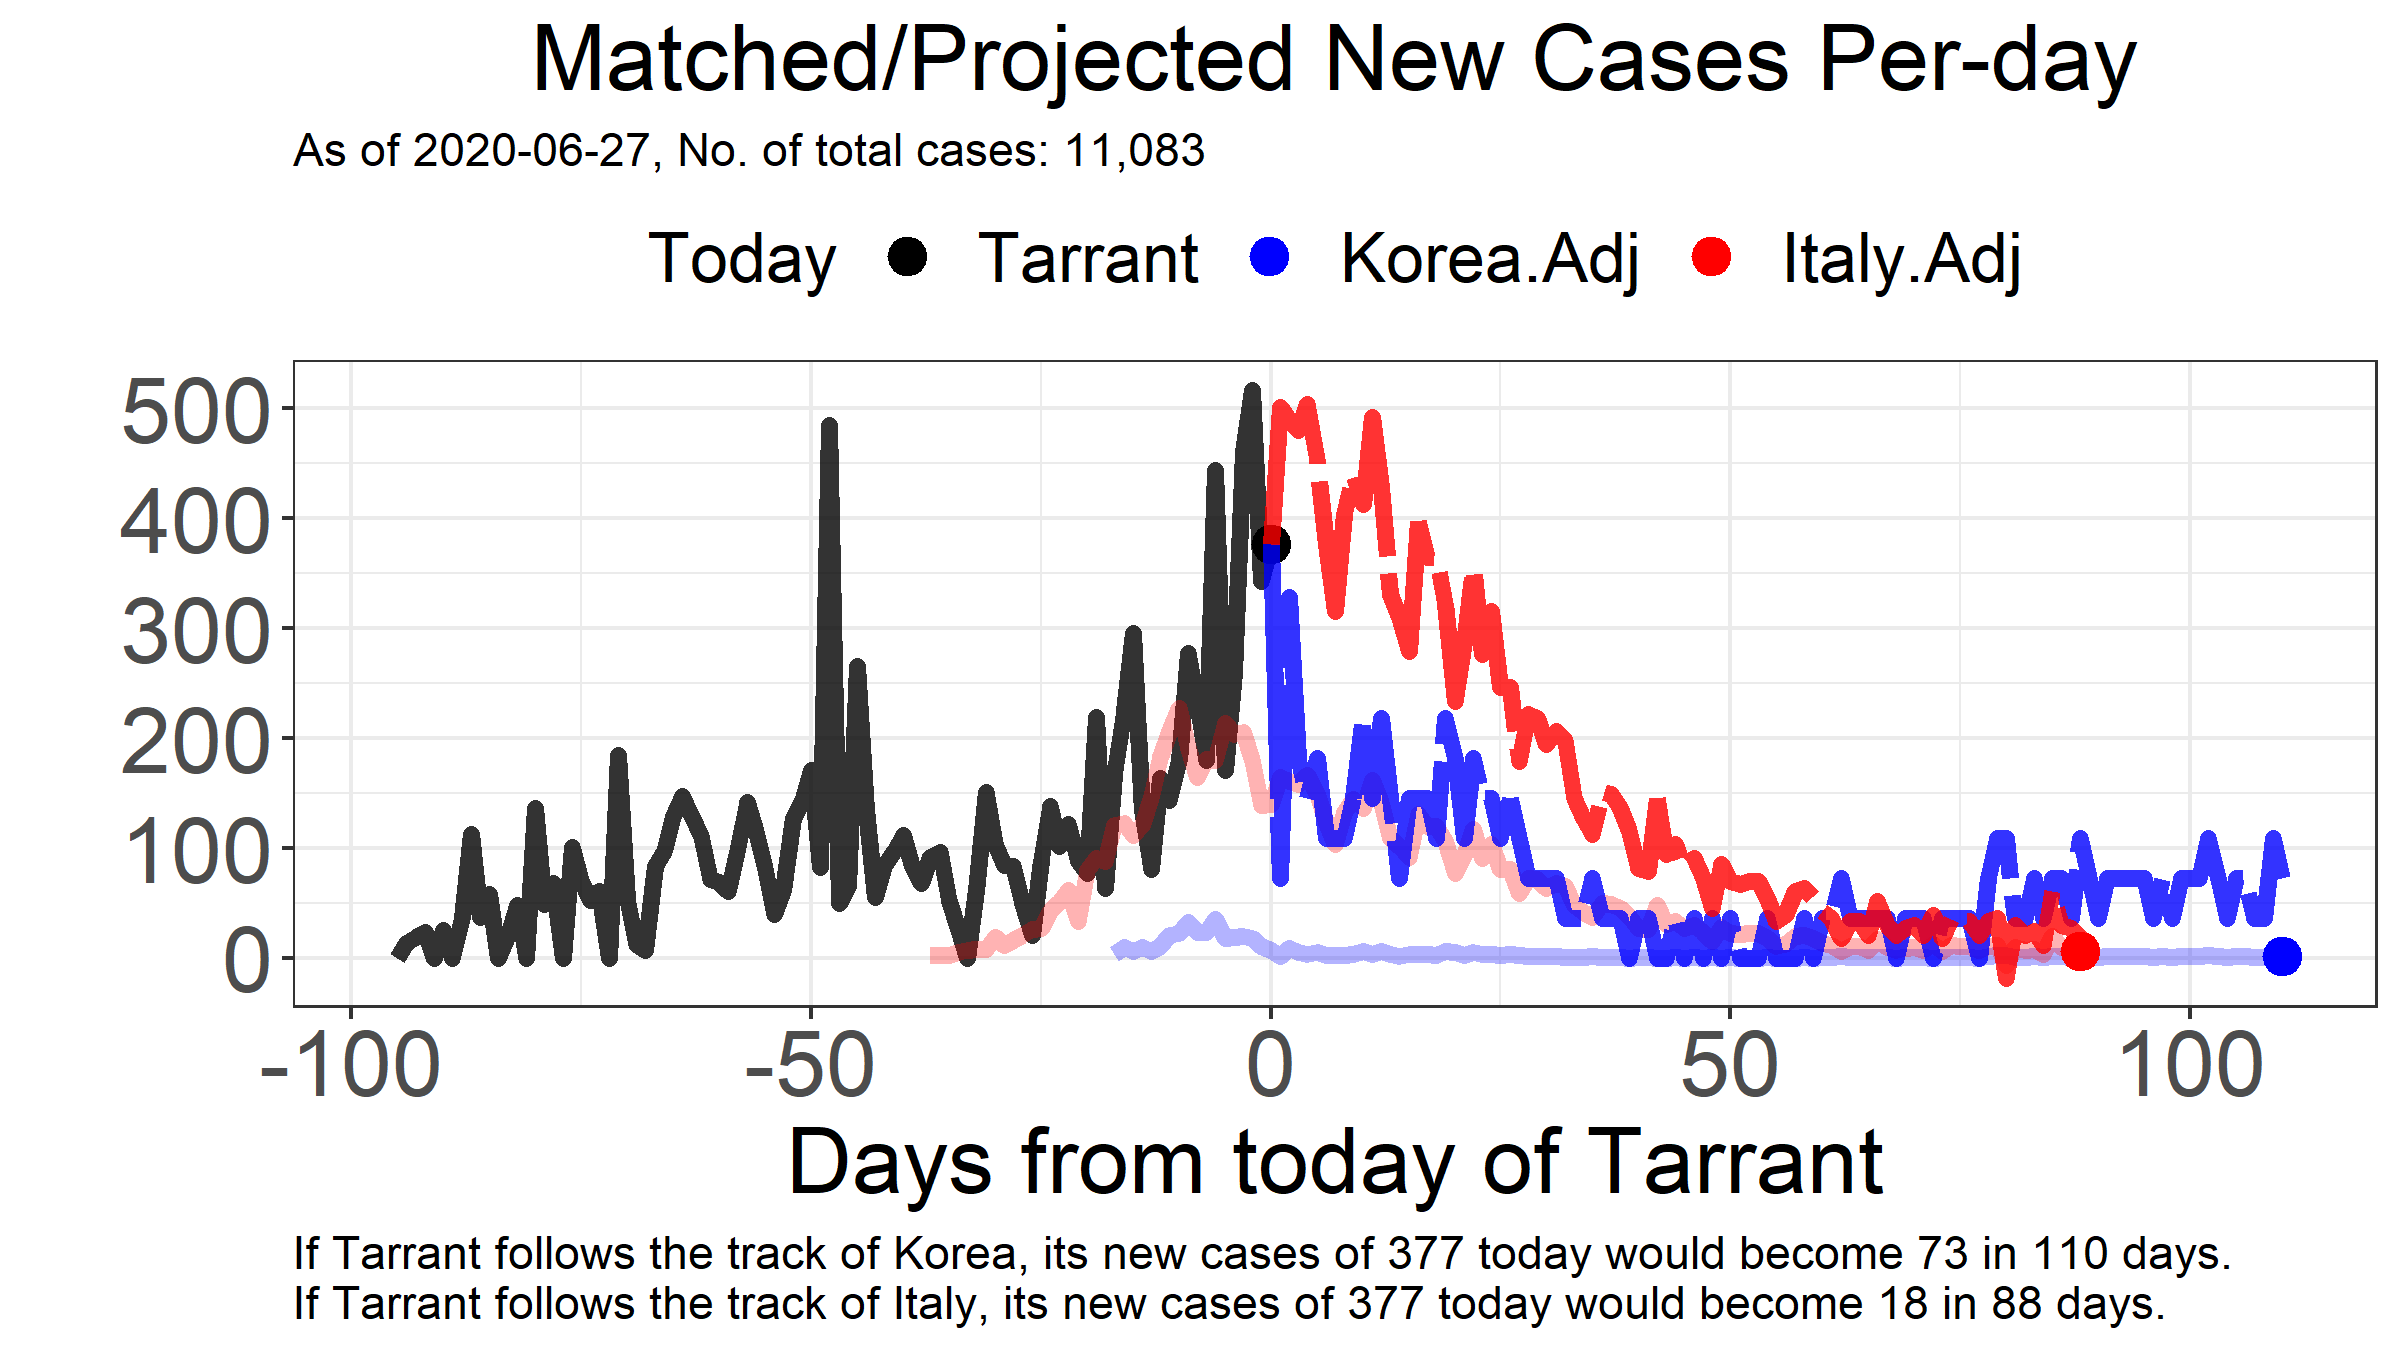 Matched/Projected New Cases Per-day
As of 2020-06-27, No. of total cases: 11,083
Today Tarrant Korea.Adj Italy.Adj
500
400
300
200
100
0
-100 -50 0 50 100
Days from today of Tarrant
If Tarrant follows the track of Korea, its new cases of 377 today would become 73 in 110 days.
If Tarrant follows the track of Italy, its new cases of 377 today would become 18 in 88 days.